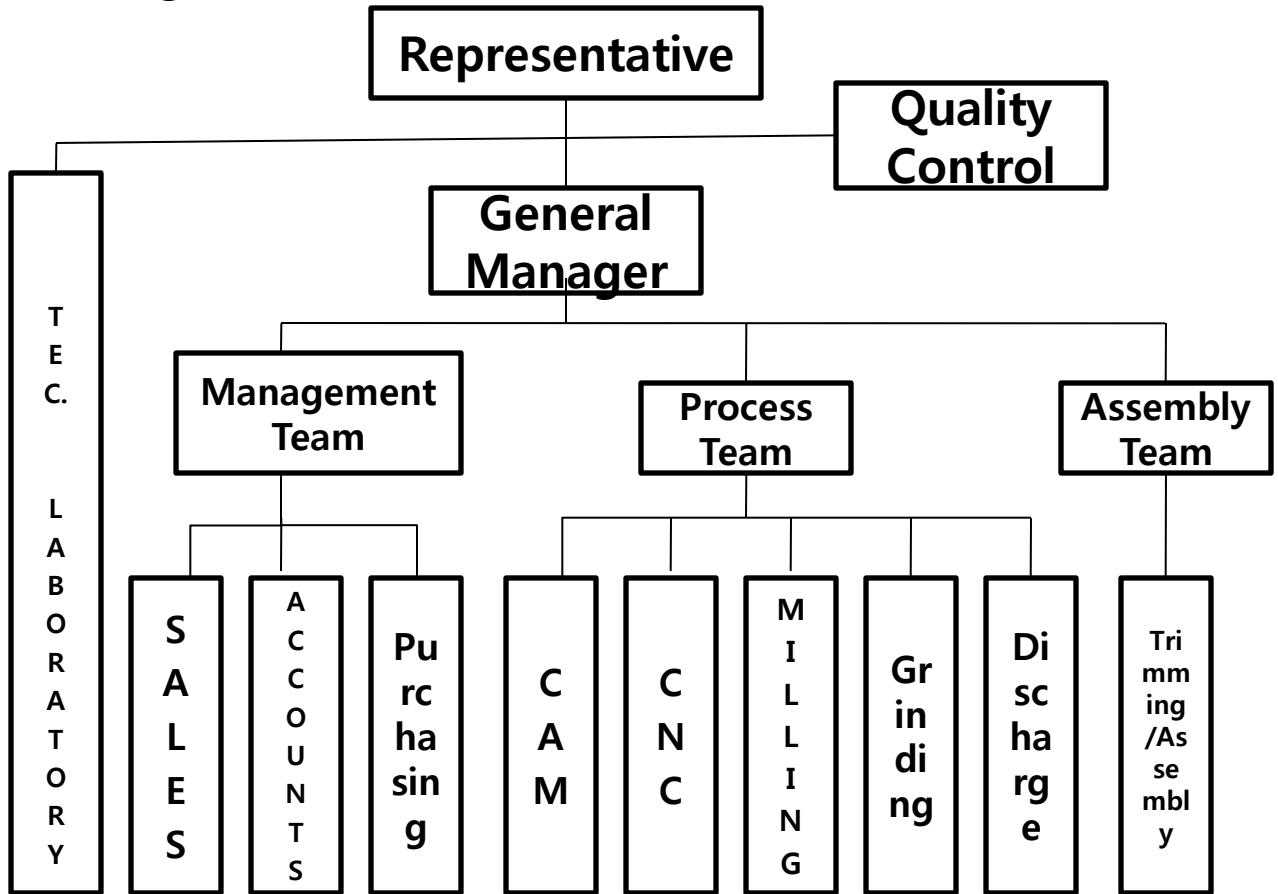 Representative
Quality
Control
General
Manager
T
E
C.
L
A
B
O
R
A
T
O
R
Y
Management
Team
Process
Team
Assembly
Team
S
A
L
E
S
A
C
C
O
U
N
T
S
Pu
rc
ha
sin
g
C
A
M
C
N
C
M
I
L
L
I
N
G
Gr
in
di
ng
Di
sc
ha
rg
e
Tri
mm
ing
/As
se
mbl
y